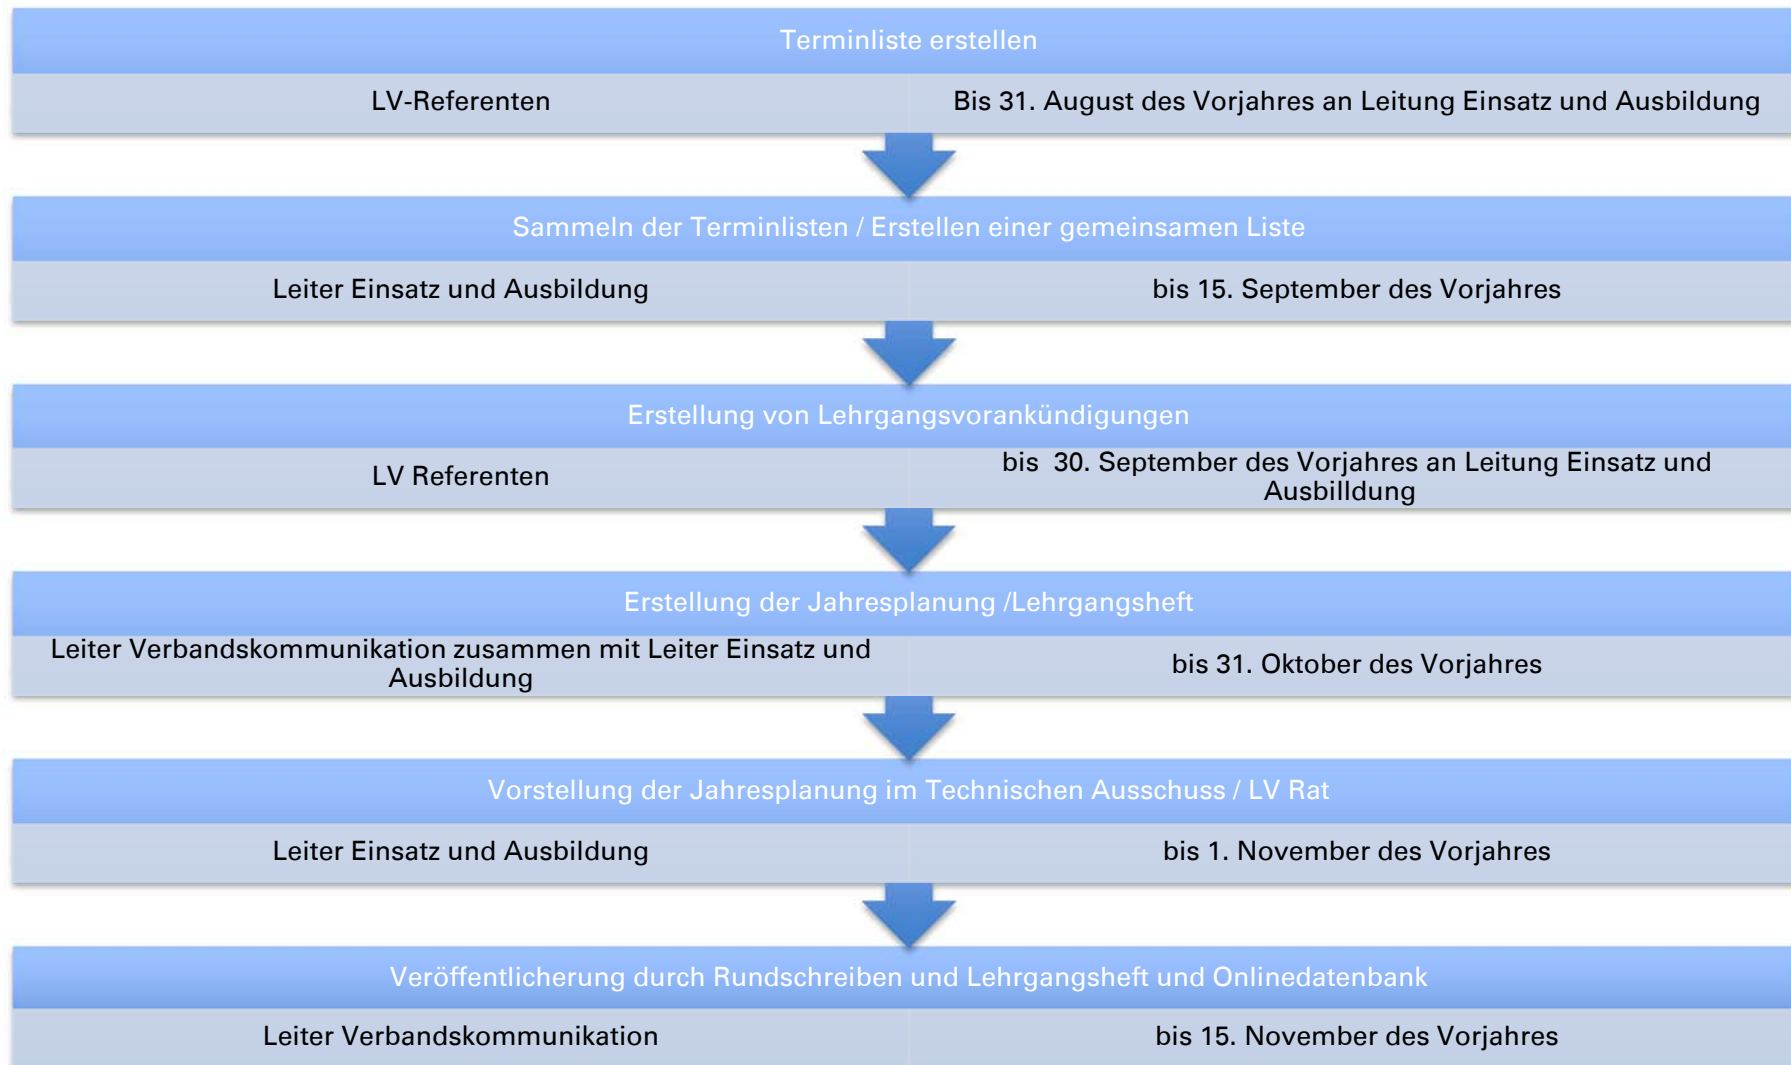 Terminliste erstellen
LV-Referenten
Bis 31. August des Vorjahres an Leitung Einsatz und Ausbildung
Sammeln der Terminlisten / Erstellen einer gemeinsamen Liste
Leiter Einsatz und Ausbildung
bis 15. September des Vorjahres
Erstellung von Lehrgangsvorankündigungen
LV Referenten
bis  30. September des Vorjahres an Leitung Einsatz und
Ausbilldung
Erstellung der Jahresplanung /Lehrgangsheft
Leiter Verbandskommunikation zusammen mit Leiter Einsatz und
Ausbildung
bis 31. Oktober des Vorjahres
Vorstellung der Jahresplanung im Technischen Ausschuss / LV Rat
Leiter Einsatz und Ausbildung
bis 1. November des Vorjahres
Veröffentlicherung durch Rundschreiben und Lehrgangsheft und Onlinedatenbank
Leiter Verbandskommunikation
bis 15. November des Vorjahres